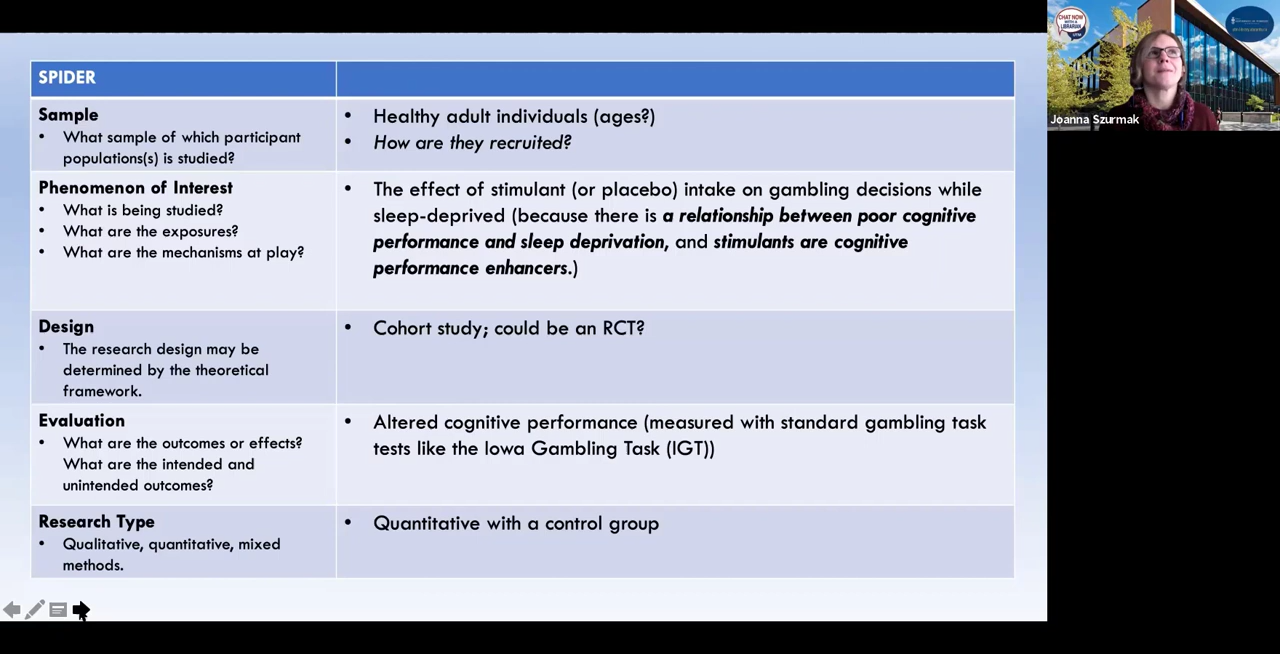 SPIDER
Sample
• What sample of which participant
populations(s) is studied?
• Healthy adult individuals (ages?)
• How are they recruited?
Phenomenon of Interest
• What is being studied?
• What are the exposures?
• What are the mechanisms at play?
• The effect of stimulant (or placebo) intake on gambling decisions while
sleep-deprived (because there is a relationship between poor cognitive
performance and sleep deprivation, and stimulants are cognitive
performance enhancers.)
Design
• The research design may be
determined by the theoretical
framework.
• Cohort study; could be an RCT?
Evaluation
• What are the outcomes or effects?
What are the intended and
unintended outcomes?
• Altered cognitive performance (measured with standard gambling task
tests like the Iowa Gambling Task (IGT))
Research Type
• Qualitative, quantitative, mixed
methods.
• Quantitative with a control group
CHAT NOW
WITH A
LIBRARIAN
Joanna Szurmak